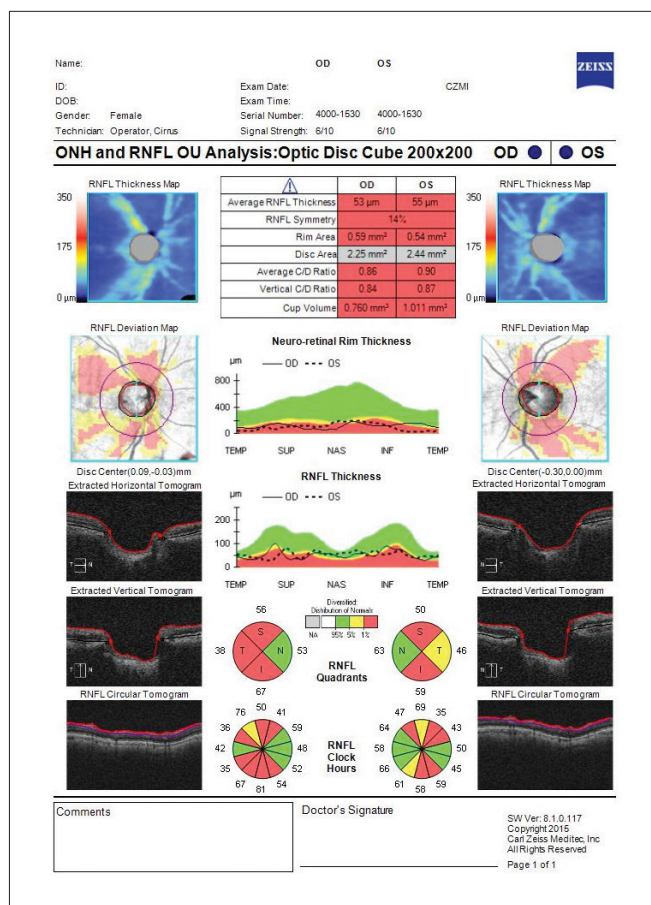 Name: OD OS
ZEISS
ID: Exam Date: CZMI
DOB: Exam Time:
Gender: Female Serial Number: 4000-1530 4000-1530
Technician: Operator, Cirrus Signal Strength: 6/10 6/10
ONH and RNFL OU Analysis:Optic Disc Cube 200x200 OD OS
RNFL Thickness Map
350
175
0 µm
OD OS
Average RNFL Thickness 53 µm 55 µm
RNFL Symmetry 14%
Rim Area 0.59 mm² 0.54 mm²
Disc Area 2.25 mm² 2.44 mm²
Average C/D Ratio 0.86 0.90
Vertical C/D Ratio 0.84 0.87
Cup Volume 0.760 mm³ 1.011 mm³
RNFL Thickness Map
350
175
0 µm
RNFL Deviation Map
Disc Center(0.09,-0.03)mm
Neuro-retinal Rim Thickness
µm OD OS
800
400
0
TEMP SUP NAS INF TEMP
RNFL Deviation Map
Disc Center(-0.30,0.00)mm
Extracted Horizontal Tomogram
T N
RNFL Thickness
µm OD OS
200
100
0
TEMP SUP NAS INF TEMP
Extracted Horizontal Tomogram
N T
Extracted Vertical Tomogram
Diversified:
Distribution of Normals
NA 95% 5% 1%
RNFL
Quadrants
56
S
38 T N 53
I
67
50
S
63 N T 46
I
59
Extracted Vertical Tomogram
RNFL Circular Tomogram
RNFL
Clock
Hours
50
76 41
36 59
42 48
35 52
67 54
81
69
47 35
64 43
58 50
66 45
61 59
58
RNFL Circular Tomogram
Comments
Doctor's Signature
SW Ver: 8.1.0.117
Copyright 2015
Carl Zeiss Meditec, Inc
All Rights Reserved
Page 1 of 1